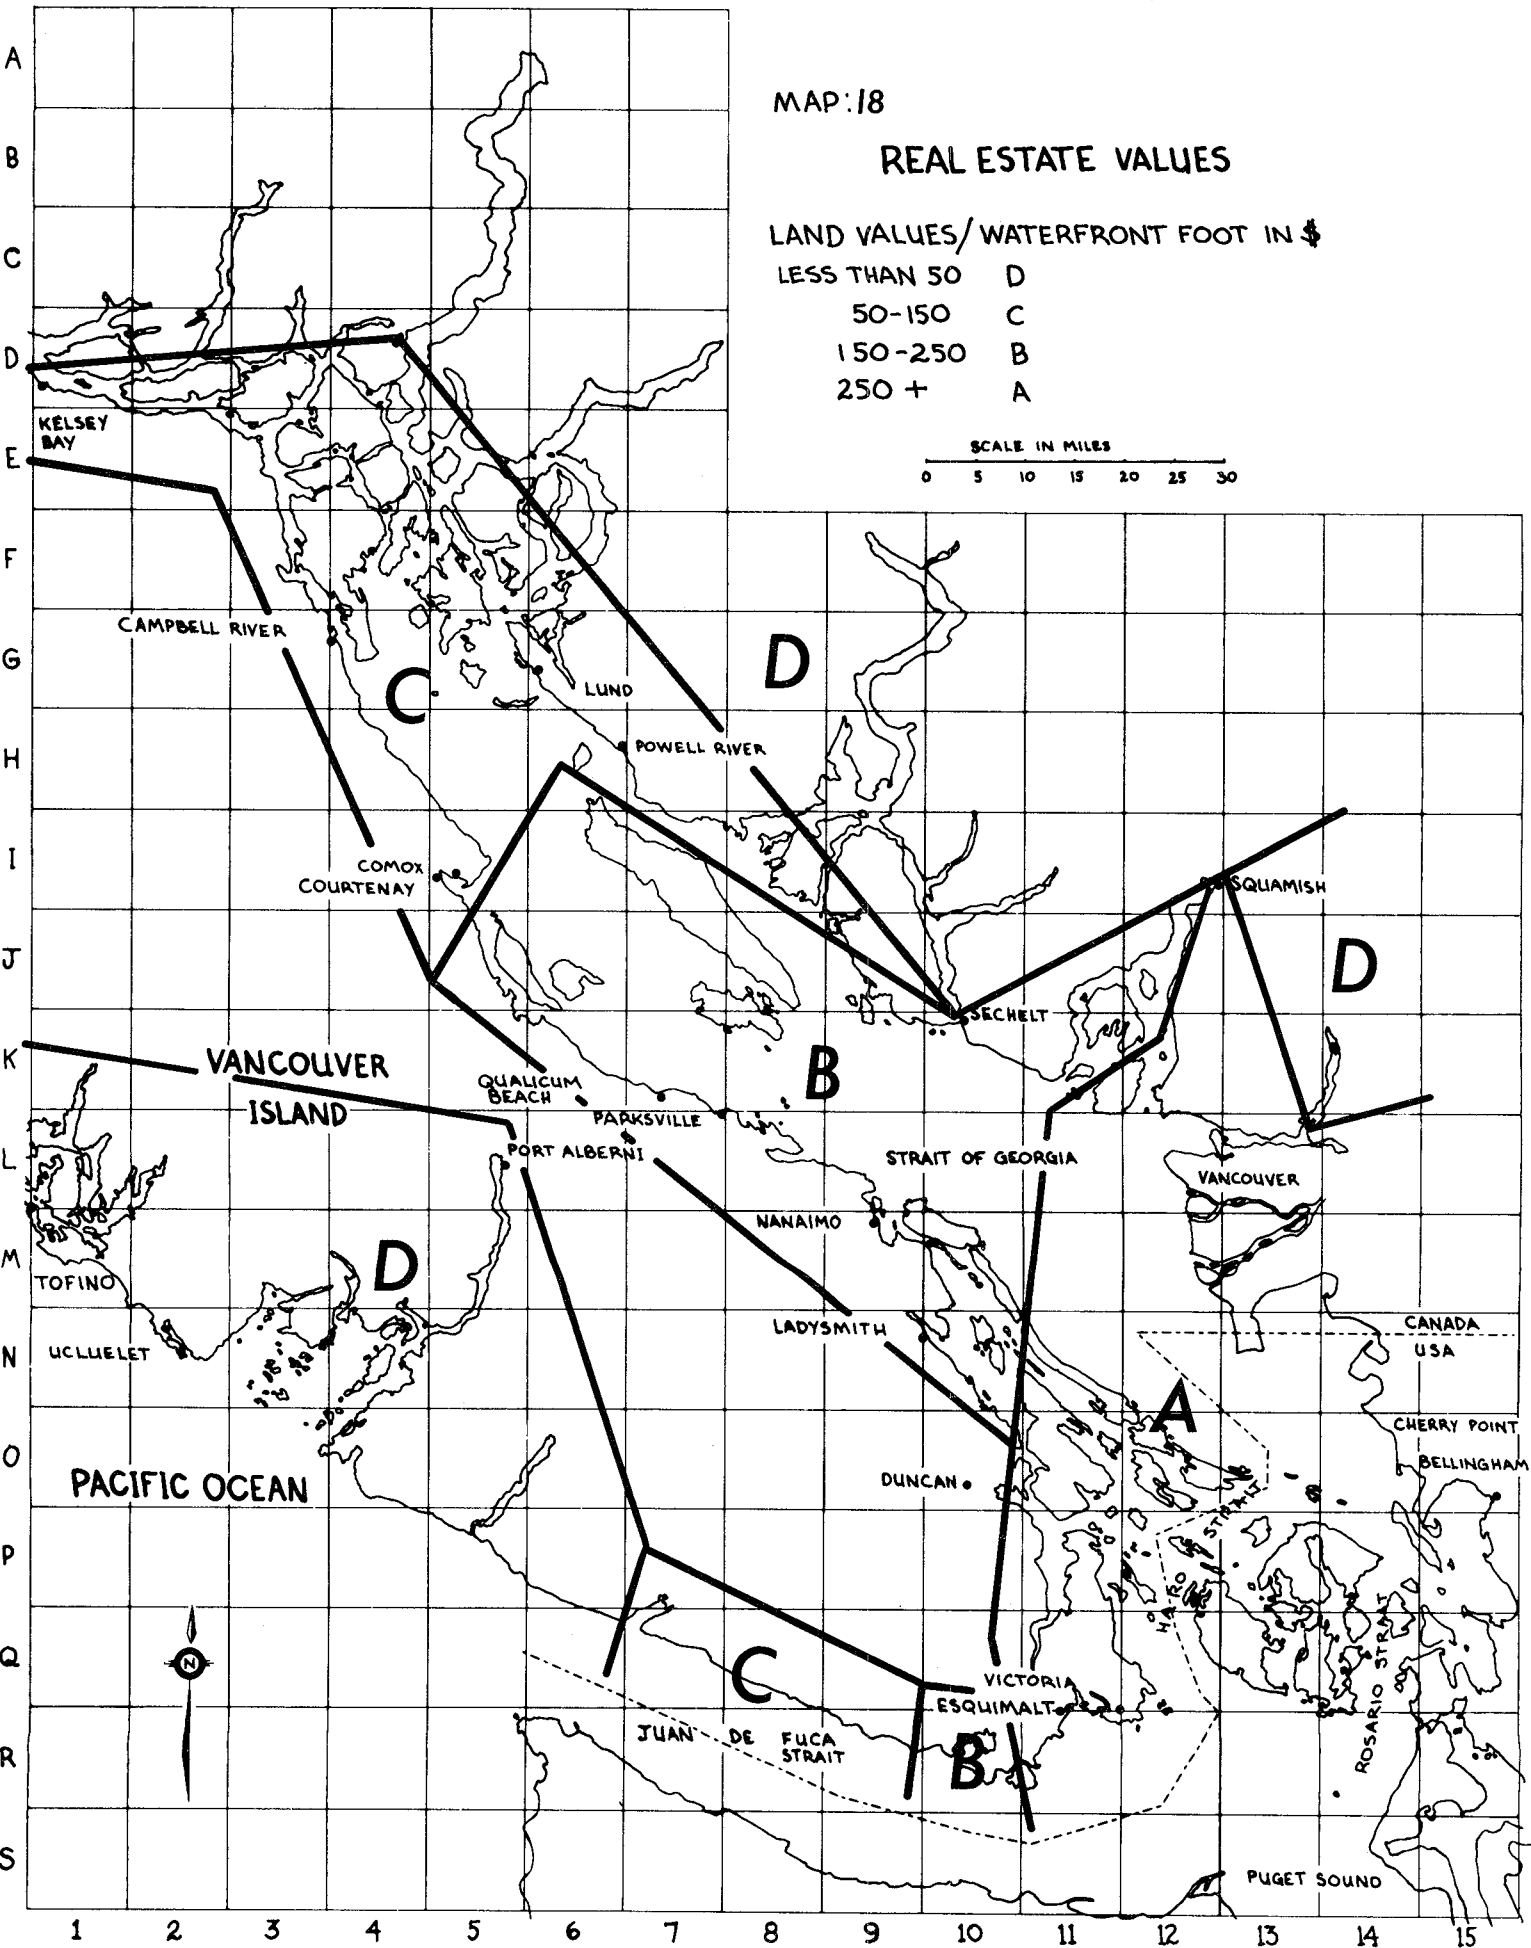 MAP:18
REAL ESTATE VALUES
LAND VALUES/WATERFRONT FOOT IN $
LESS THAN 50 D
50-150 C
150-250 B
250 + A
SCALE IN MILES
0 5 10 15 20 25 30
A
B
C
D
E
F
G
H
I
J
K
L
M
N
O
P
Q
R
S
KELSEY
BAY
CAMPBELL RIVER
D
C
LUND
POWELL RIVER
COMOX
COURTENAY
SQUAMISH
D
SECHELT
VANCOUVER
ISLAND
B
QUALICUM
BEACH
PARKSVILLE
PORT ALBERNI
STRAIT OF GEORGIA
VANCOUVER
NANAIMO
D
TOFINO
LADYSMITH
CANADA
USA
UCLUELET
A
CHERRY POINT
BELLINGHAM
PACIFIC OCEAN
DUNCAN
HARO STRAIT
ROSARIO STRAIT
N
C
VICTORIA
ESQUIMALT
JUAN DE FUCA
STRAIT
B
PUGET SOUND
1 2 3 4 5 6 7 8 9 10 11 12 13 14 15